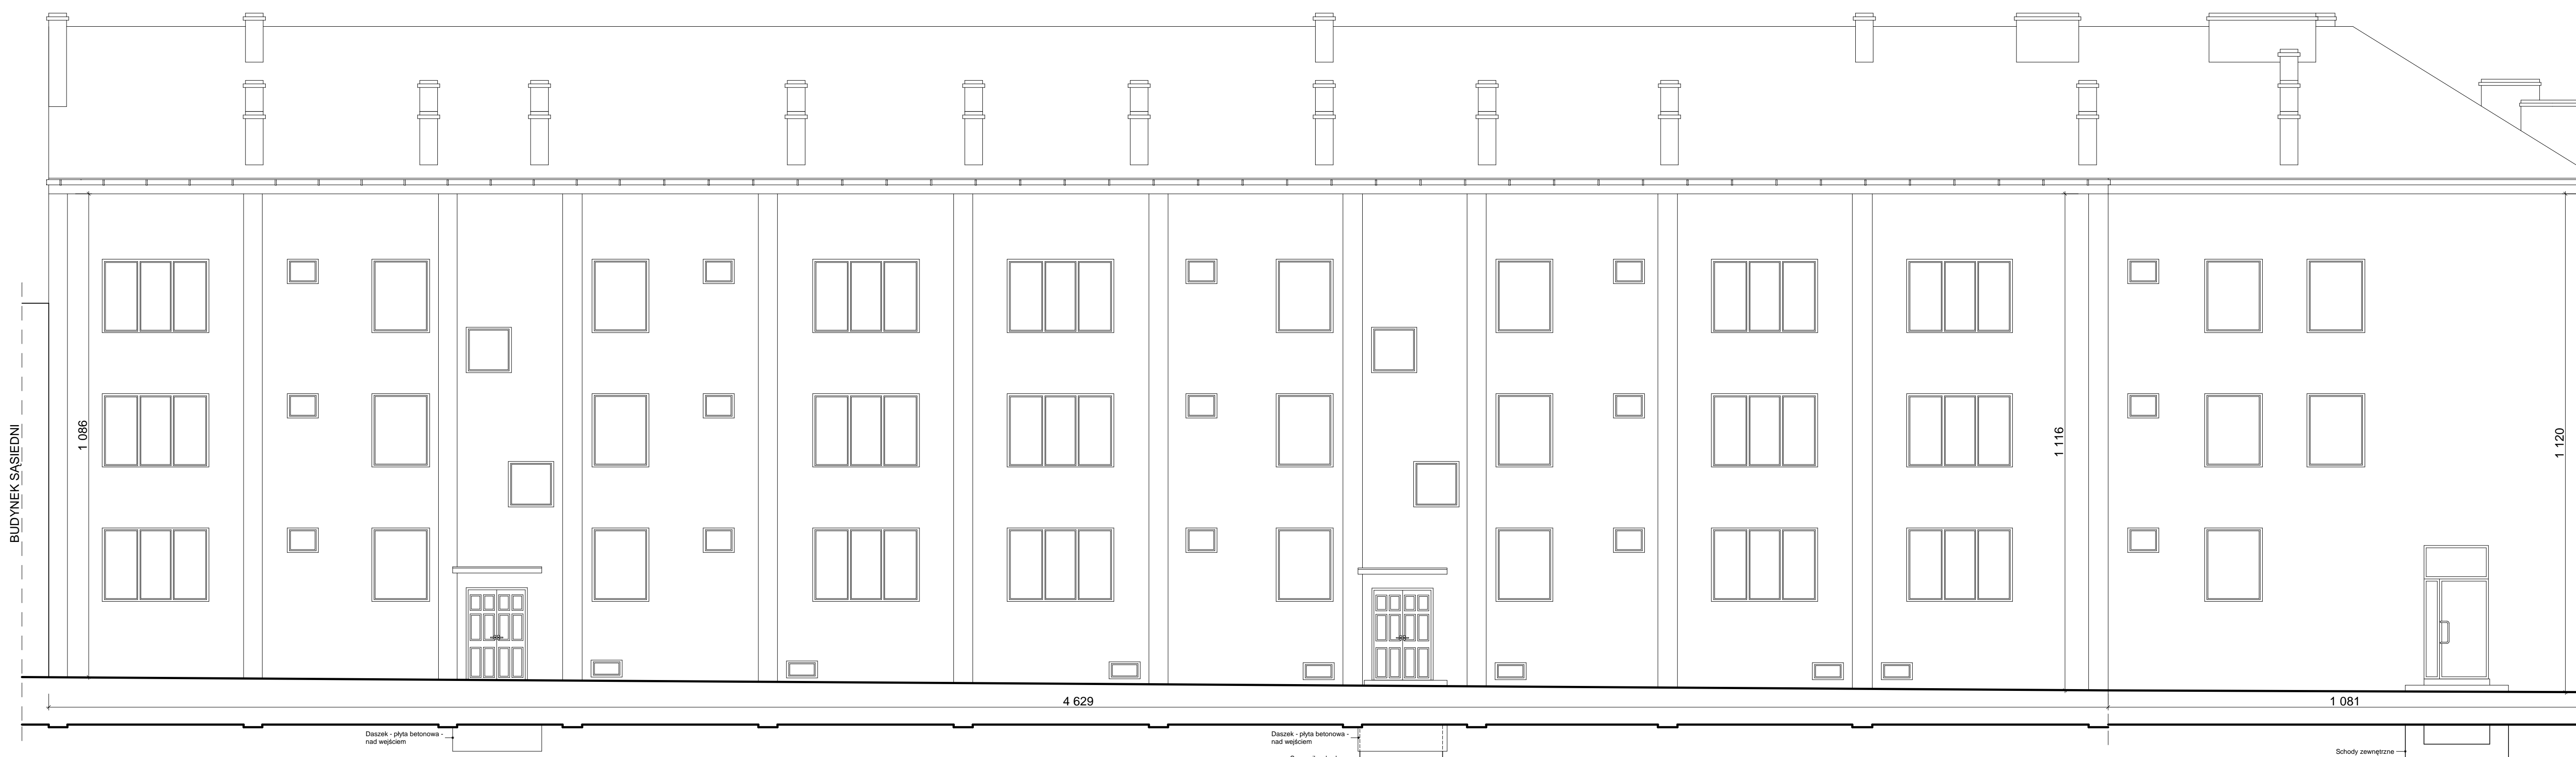 BUDYNEK SĄSIEDNI
1 086
1 116
1 120
4 629
1 081
Daszek - płyta betonowa -
nad wejściem
Daszek - płyta betonowa -
nad wejściem
Schody zewnętrzne